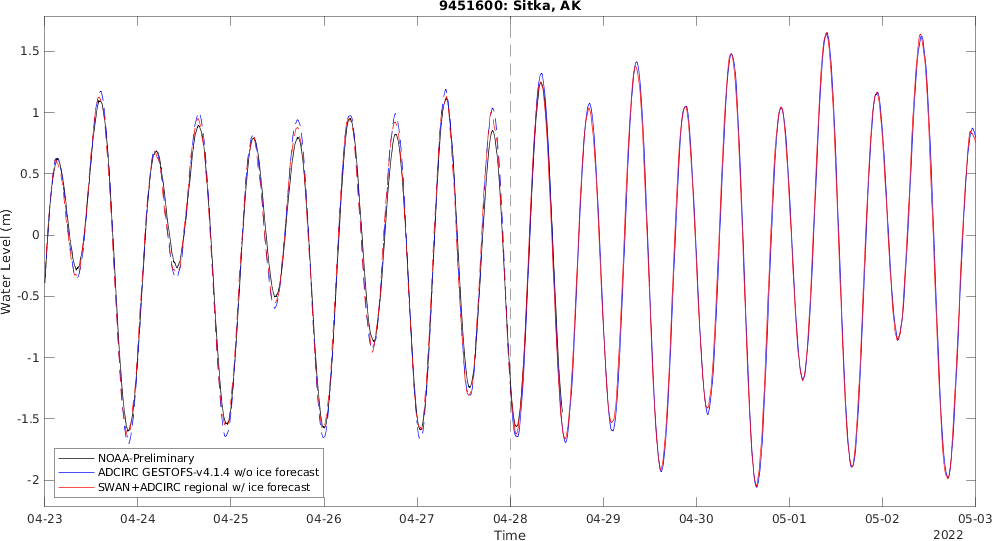 9451600: Sitka, AK
Water Level (m)
1.5
1
0.5
0
-0.5
-1
-1.5
-2
NOAA-Preliminary
ADCIRC GESTOFS-v4.1.4 w/o ice forecast
SWAN+ADCIRC regional w/ ice forecast
04-23 04-24 04-25 04-26 04-27 04-28 04-29 04-30 05-01 05-02 05-03
Time
2022